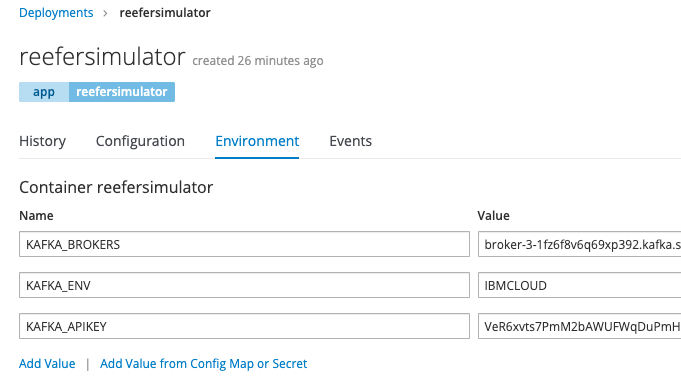 Deployments › reefersimulator
reefersimulator created 26 minutes ago
app reefersimulator
History Configuration Environment Events
Container reefersimulator
Name Value
KAFKA_BROKERS broker-3-1fz6f8v6q69xp392.kafka.s
KAFKA_ENV IBMCLOUD
KAFKA_APIKEY VeR6xvts7PmM2bAWUFWqDuPmH
Add Value | Add Value from Config Map or Secret